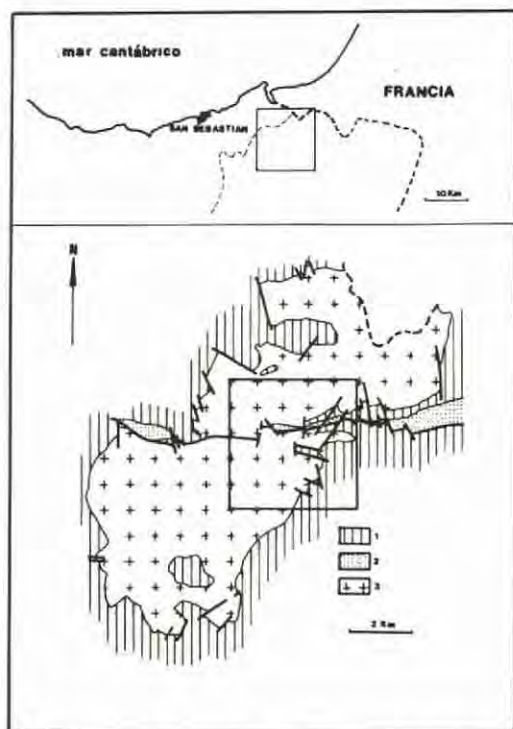 mar cantábrico
FRANCIA
SAN SEBASTIAN
10 Km
N
1
2
3
2 Km